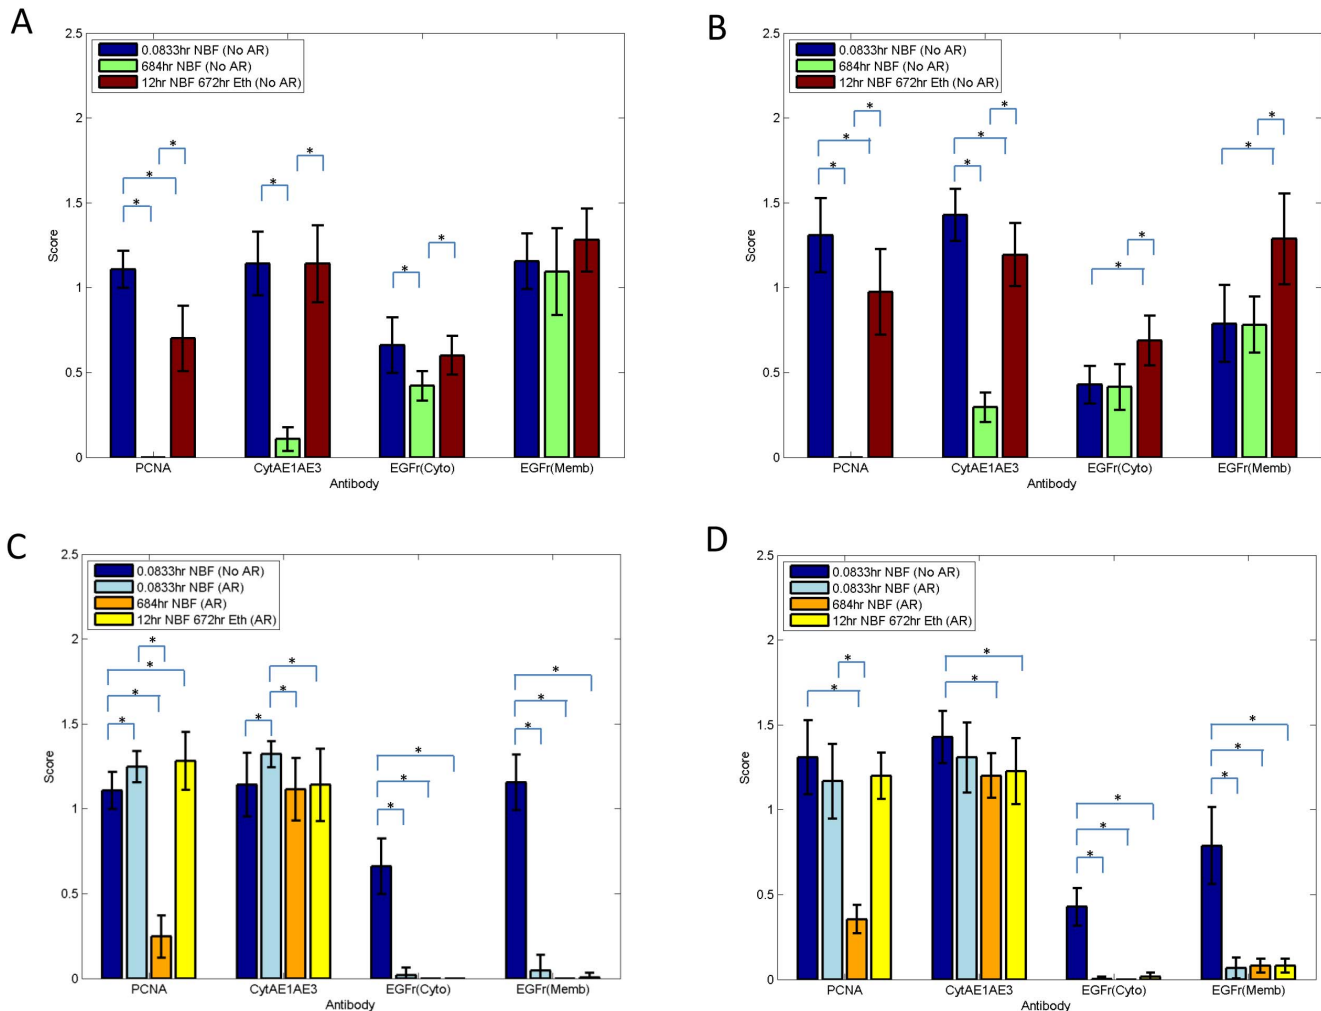 A
2.5
0.0833hr NBF (No AR)
684hr NBF (No AR)
12hr NBF 672hr Eth (No AR)
2
*
*
*
*
*
*
*
1.5
1
0.5
0
Score
PCNA
CytAE1AE3
EGFr(Cyto)
EGFr(Memb)
Antibody
B
2.5
0.0833hr NBF (No AR)
684hr NBF (No AR)
12hr NBF 672hr Eth (No AR)
2
*
*
*
*
*
*
*
*
*
*
1.5
1
0.5
0
Score
PCNA
CytAE1AE3
EGFr(Cyto)
EGFr(Memb)
Antibody
C
2.5
0.0833hr NBF (No AR)
0.0833hr NBF (AR)
684hr NBF (AR)
12hr NBF 672hr Eth (AR)
2
*
*
*
*
*
*
*
*
*
*
*
*
*
1.5
1
0.5
0
Score
PCNA
CytAE1AE3
EGFr(Cyto)
EGFr(Memb)
Antibody
D
2.5
0.0833hr NBF (No AR)
0.0833hr NBF (AR)
684hr NBF (AR)
12hr NBF 672hr Eth (AR)
2
*
*
*
*
*
*
*
*
*
*
1.5
1
0.5
0
Score
PCNA
CytAE1AE3
EGFr(Cyto)
EGFr(Memb)
Antibody